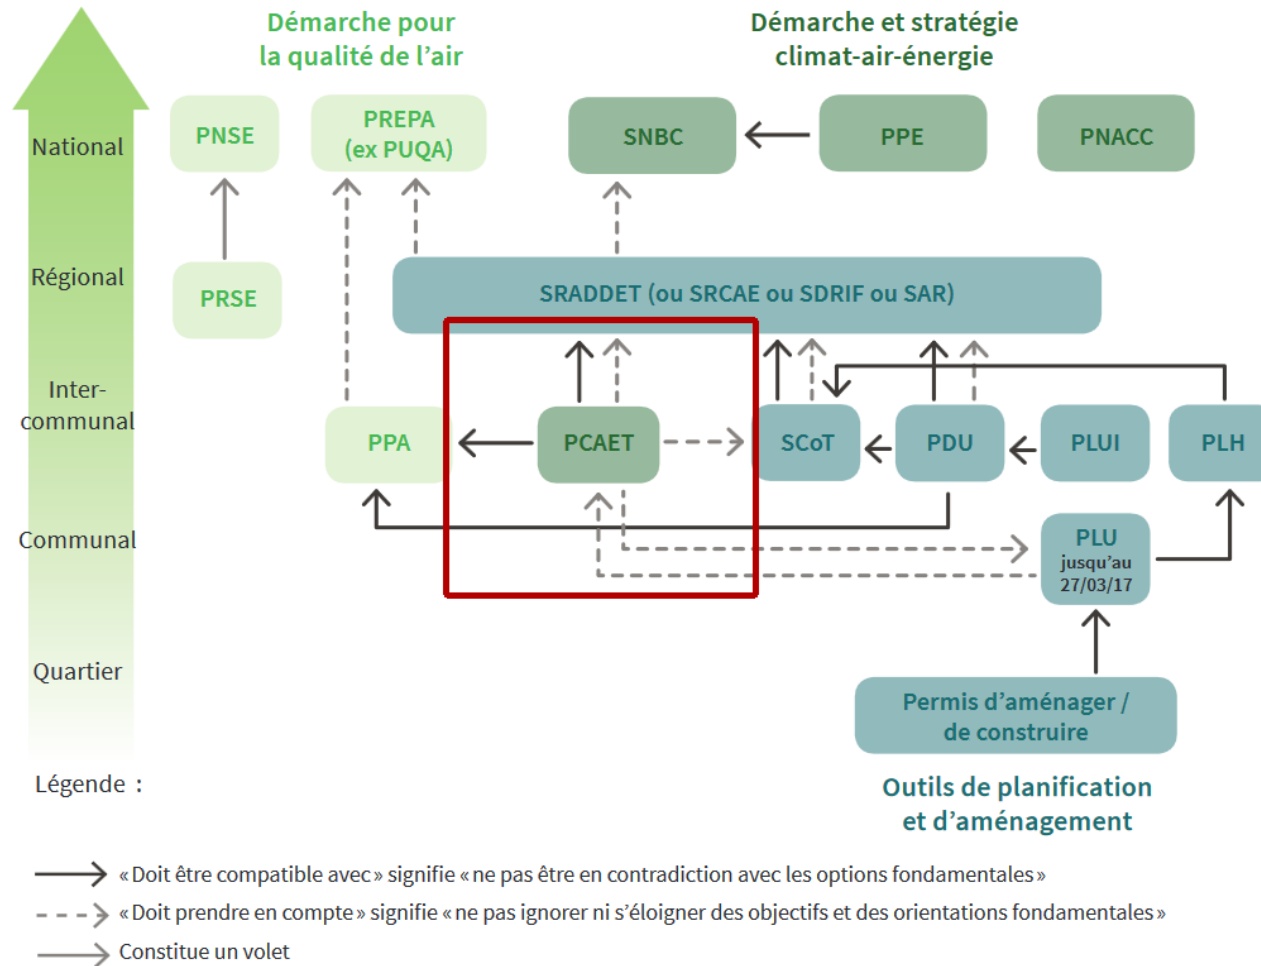 Démarche pour
la qualité de l’air
Démarche et stratégie
climat-air-énergie
National
PNSE
PREPA
(ex PUQA)
SNBC
PPE
PNACC
Régional
PRSE
SRADDET (ou SRCAE ou SDRIF ou SAR)
Inter-
communal
PPA
PCAET
SCoT
PDU
PLUI
PLH
Communal
PLU
jusqu’au
27/03/17
Quartier
Permis d’aménager /
de construire
Légende :
Outils de planification
et d’aménagement
« Doit être compatible avec » signifie « ne pas être en contradiction avec les options fondamentales »
« Doit prendre en compte » signifie « ne pas ignorer ni s’éloigner des objectifs et des orientations fondamentales »
Constitue un volet